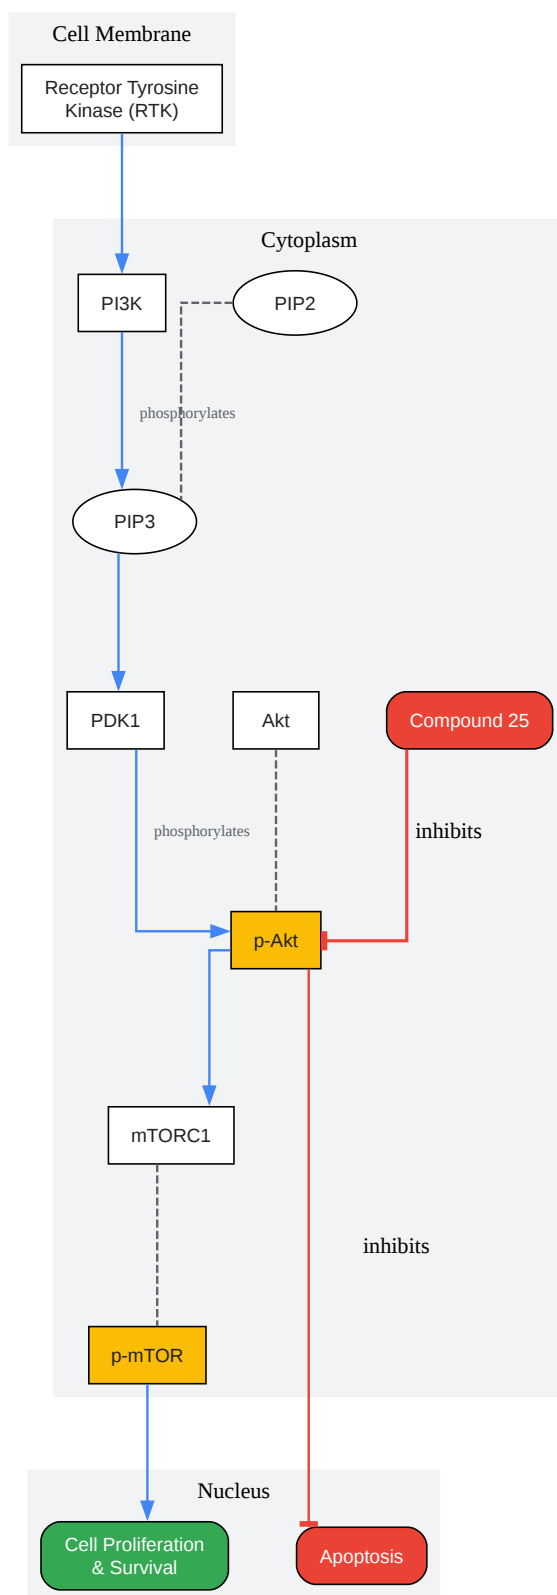 Cell Membrane
Receptor Tyrosine
Kinase (RTK)
Cytoplasm
PI3K
PIP2
phosphorylates
PIP3
PDK1
Akt
Compound 25
phosphorylates
inhibits
p-Akt
mTORC1
inhibits
p-mTOR
Nucleus
Cell Proliferation
& Survival
Apoptosis